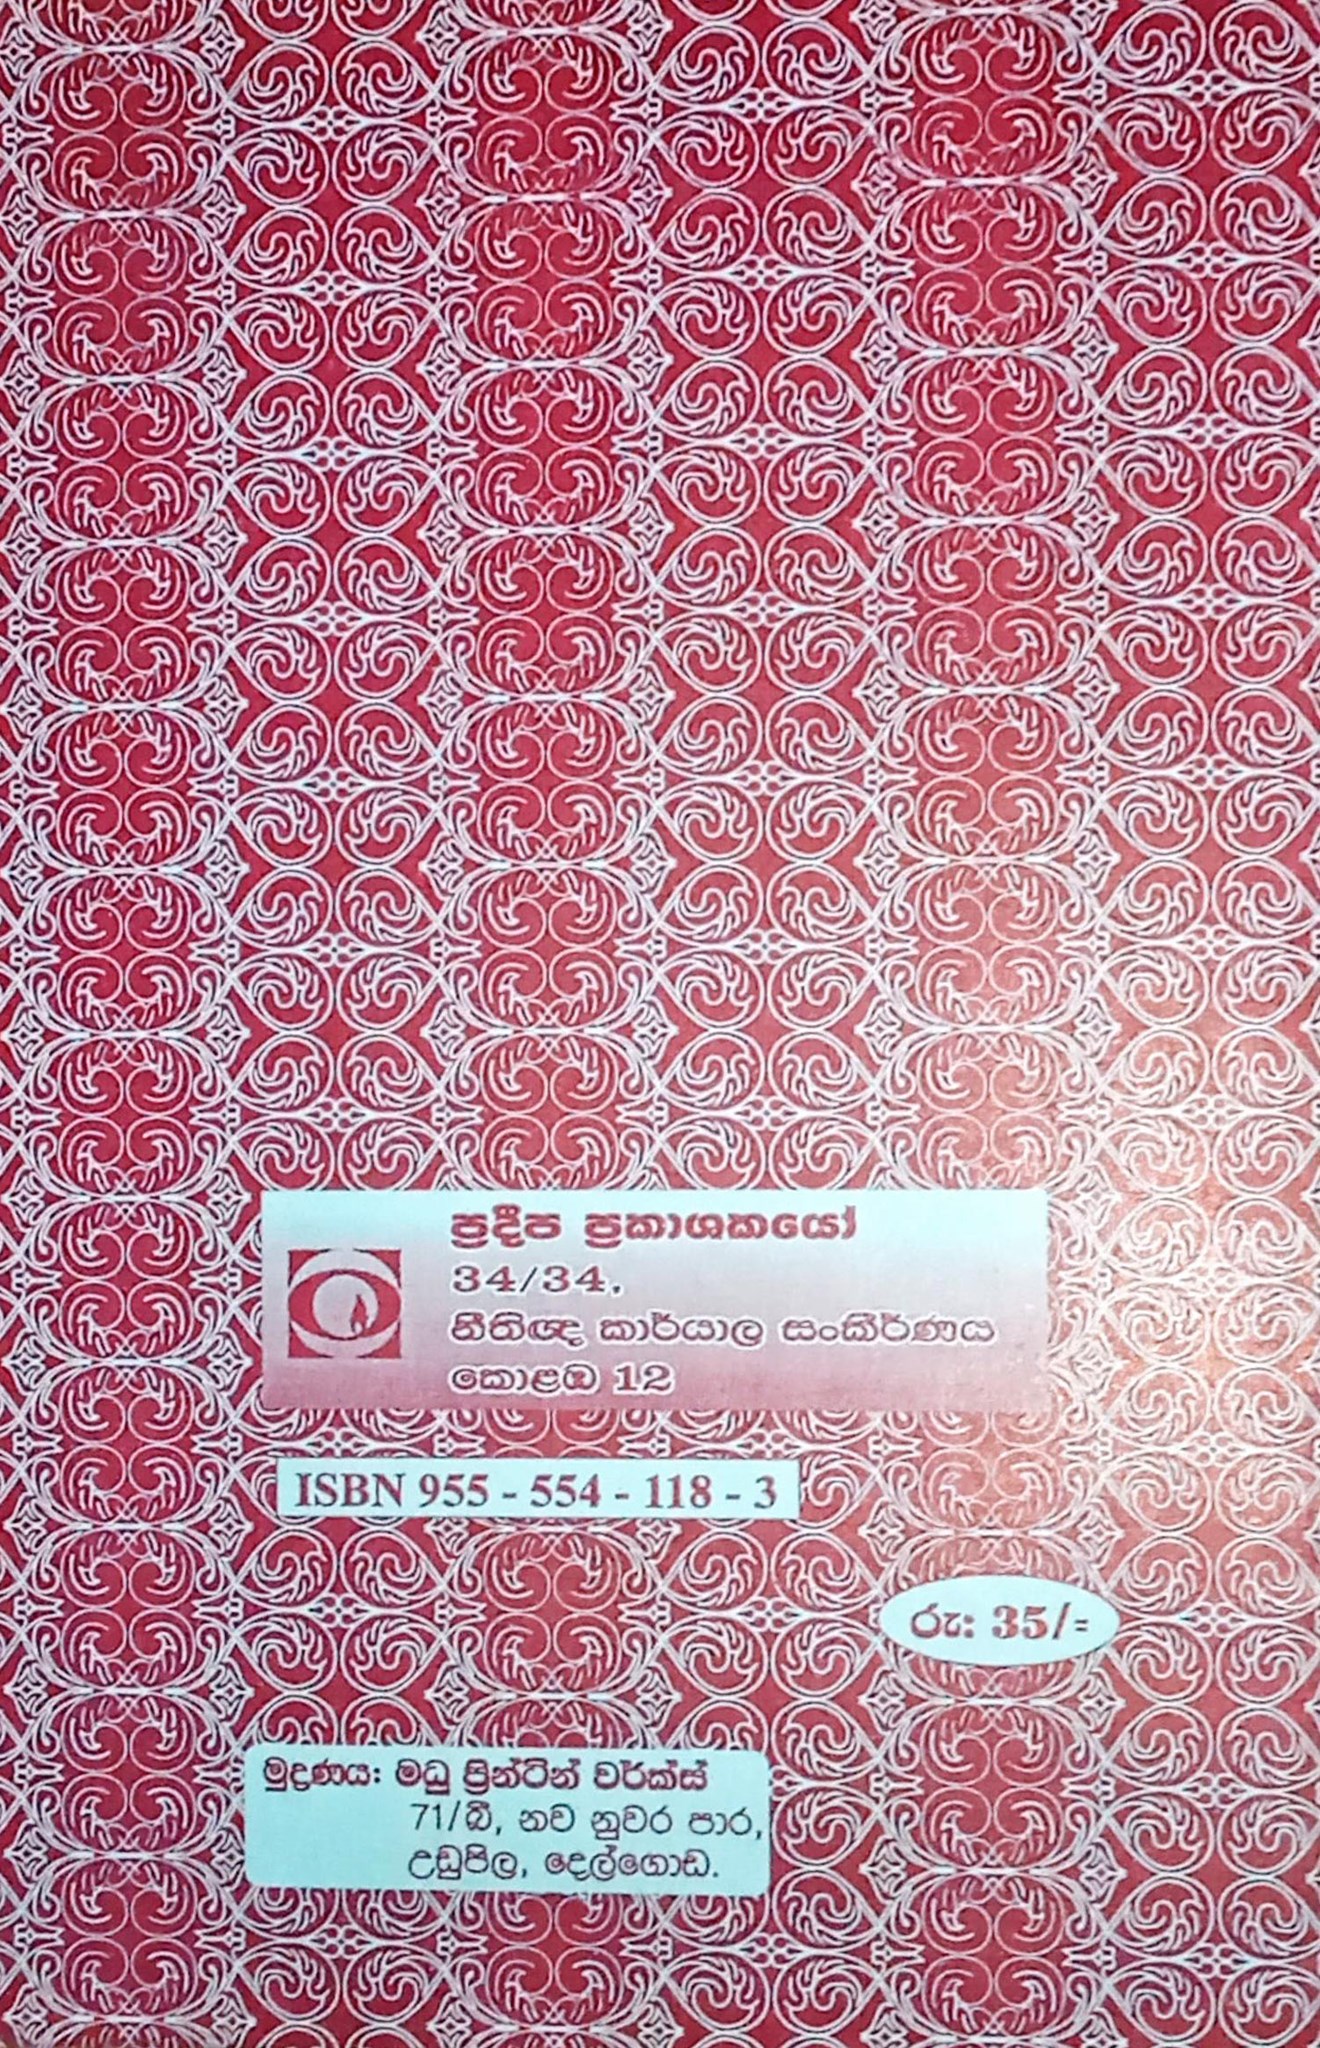 ප්‍රදීප ප්‍රකාශකයෝ
34/34,
නීතිඥ කාර්යාල සංකීර්ණය
කොළඹ 12
ISBN 955 - 554 - 118 - 3
රු: 35/=
මුද්‍රණය: මධු ප්‍රින්ටින් වර්ක්ස්
71/බී, නව නුවර පාර,
උඩුපිල, දෙල්ගොඩ.